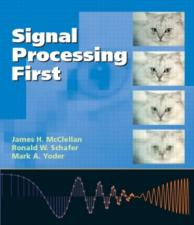 Signal
Processing
First
James H. McClellan
Ronald W. Schafer
Mark A. Yoder